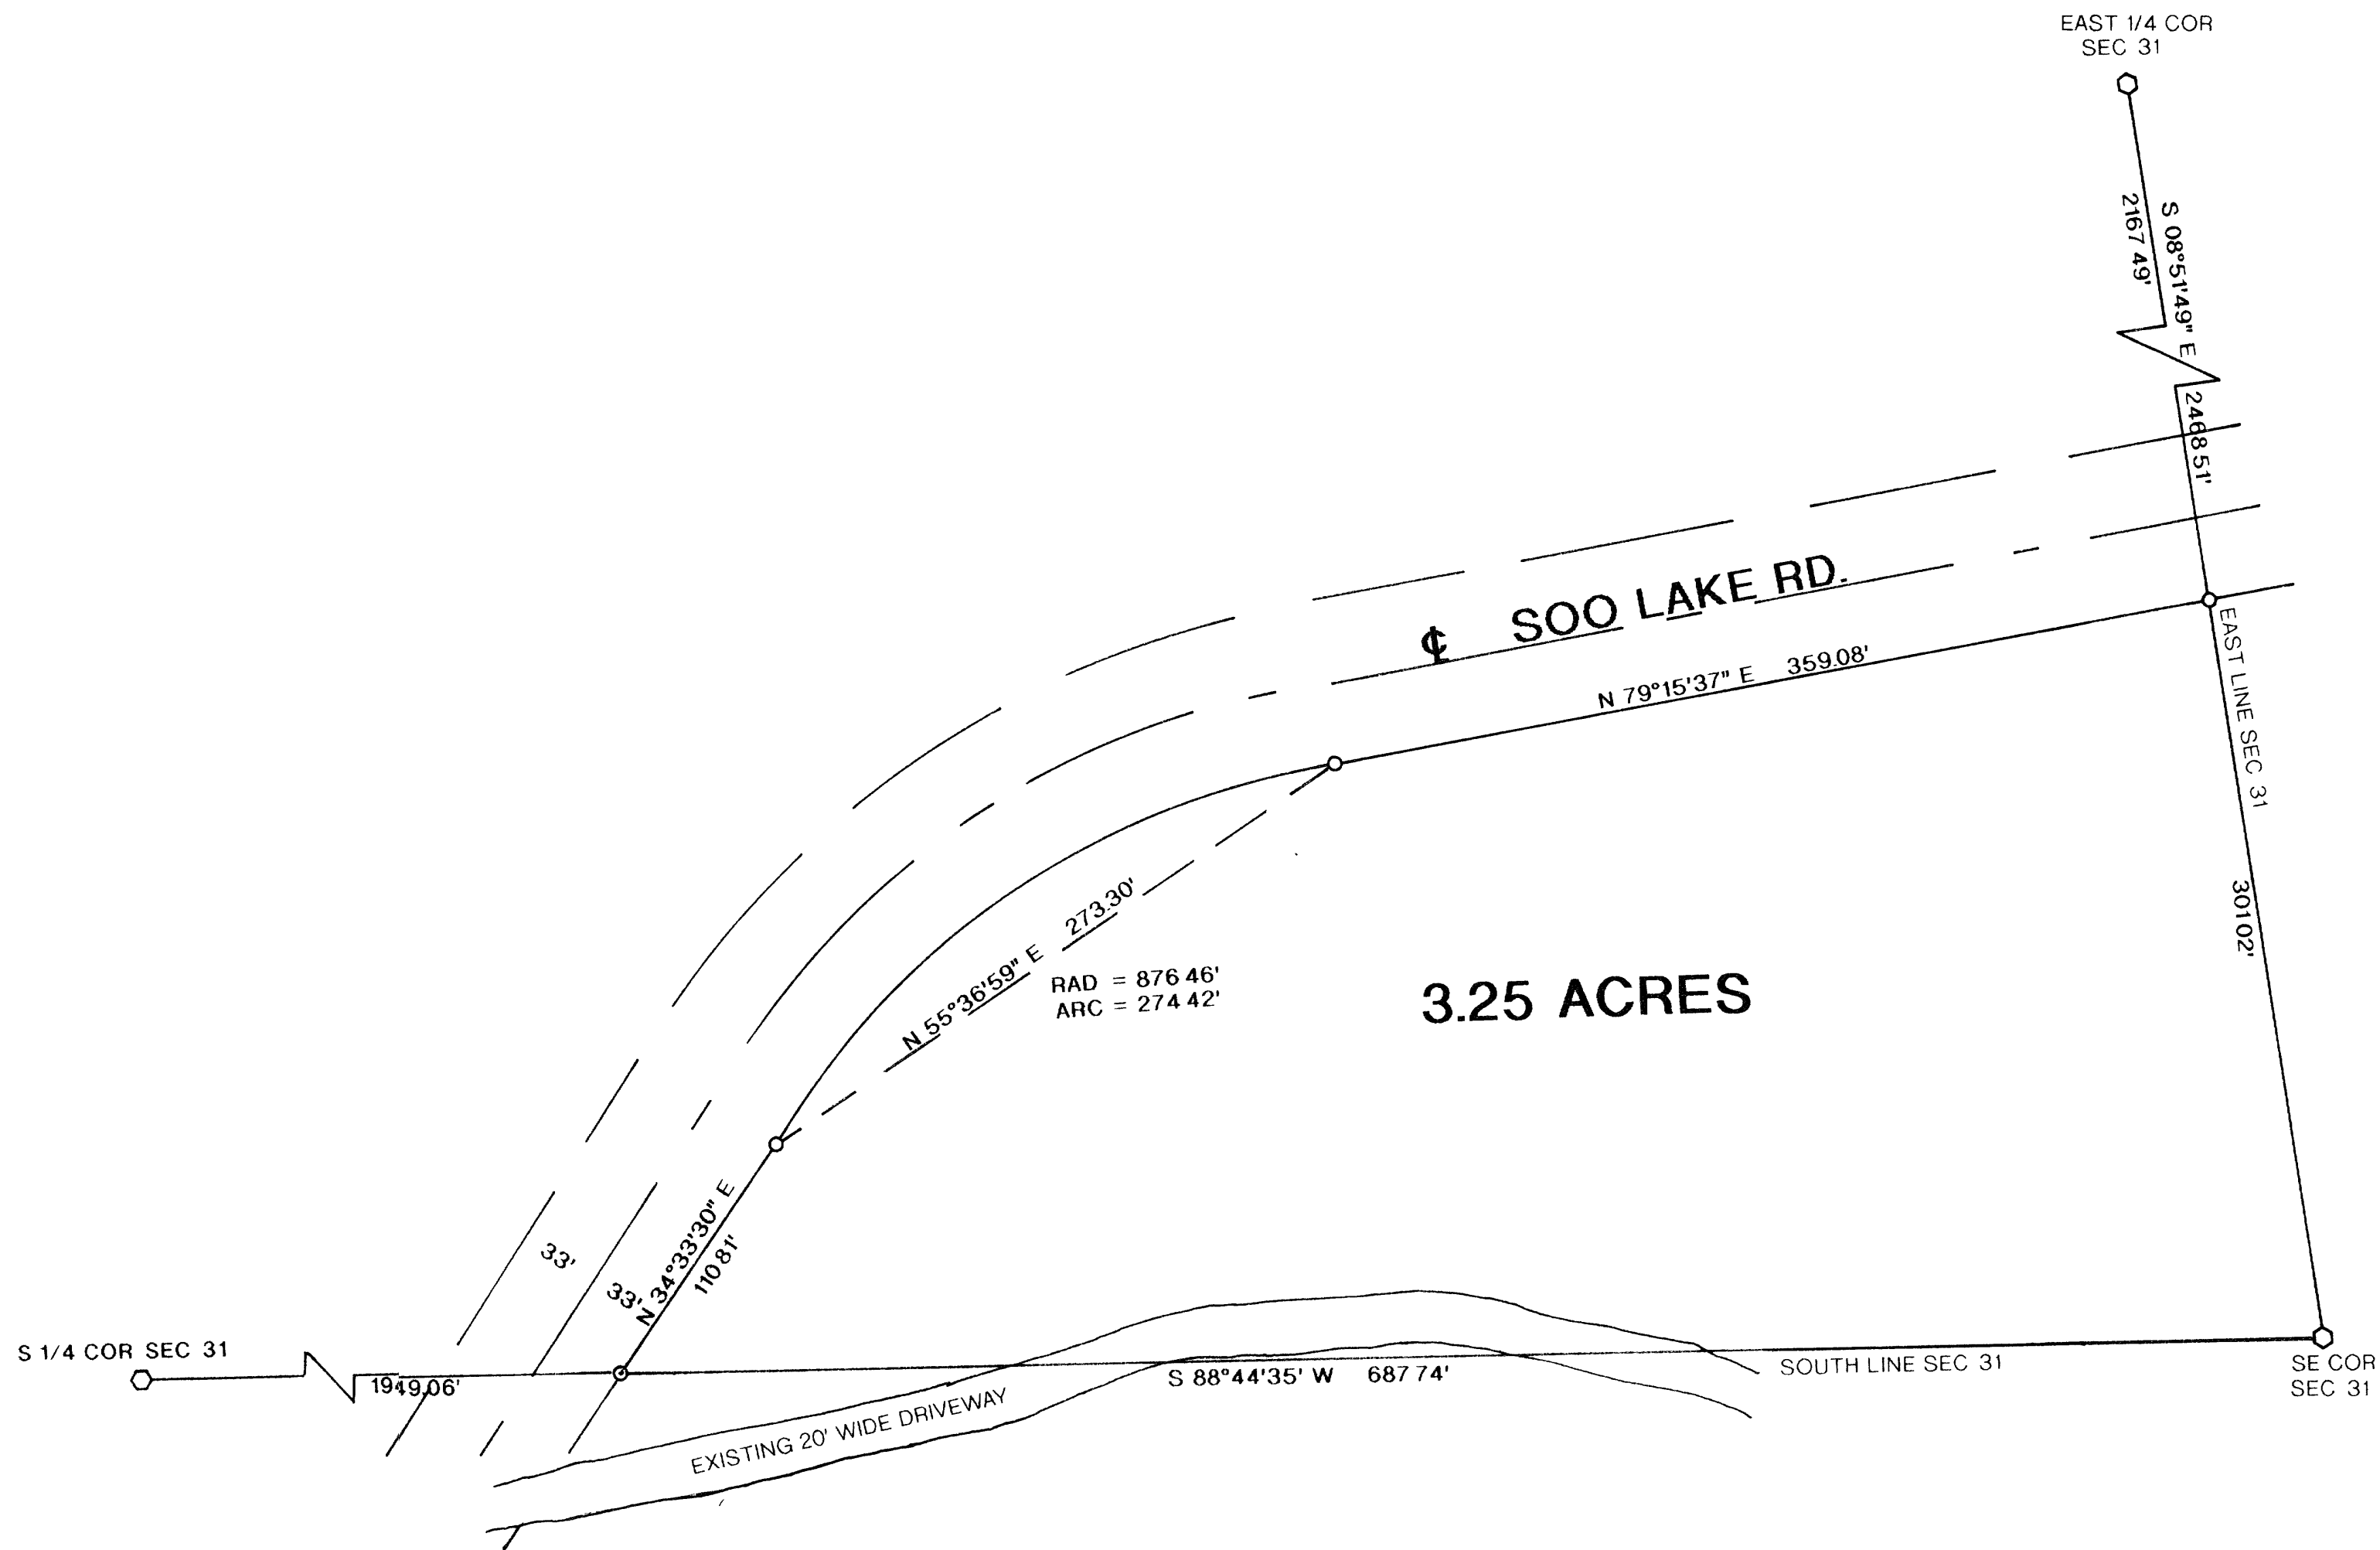 EAST 1/4 COR
SEC 31
2167 49'
S 08°51'49" E 2468 51'
₵ SOO LAKE RD.
N 79°15'37" E 359.08'
EAST LINE SEC 31
301 02'
N 55°36'59" E 273.30'
RAD = 876 46'
ARC = 274 42'
3.25 ACRES
33'
33'
N 34°33'30" E
110 81'
S 1/4 COR SEC 31
1949.06'
S 88°44'35' W 687 74'
SOUTH LINE SEC 31
SE COR
SEC 31
EXISTING 20' WIDE DRIVEWAY